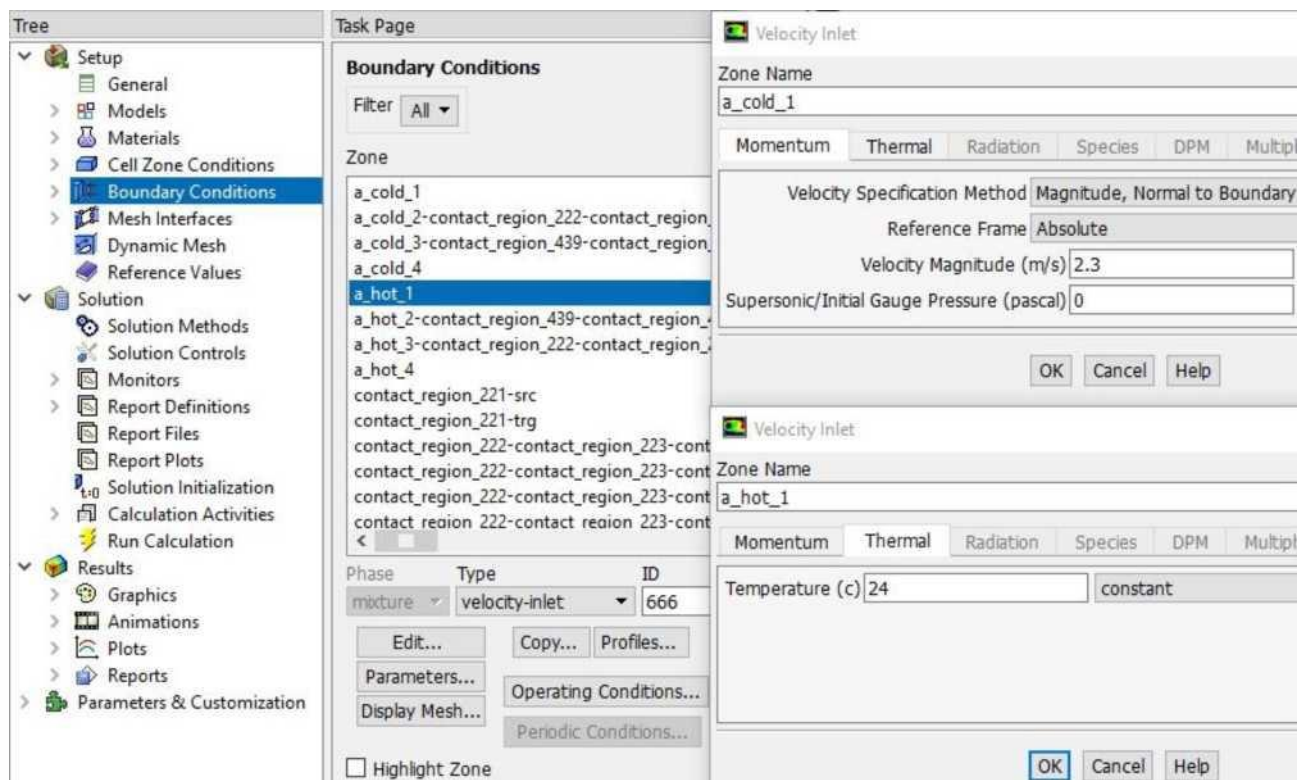 Tree
Setup
General
Models
Materials
Cell Zone Conditions
Boundary Conditions
Mesh Interfaces
Dynamic Mesh
Reference Values
Solution
Solution Methods
Solution Controls
Monitors
Report Definitions
Report Files
Report Plots
t=0 Solution Initialization
Calculation Activities
Run Calculation
Results
Graphics
Animations
Plots
Reports
Parameters & Customization
Task Page
Boundary Conditions
Filter All
Zone
a_cold_1
a_cold_2-contact_region_222-contact_region_
a_cold_3-contact_region_439-contact_region_
a_cold_4
a_hot_1
a_hot_2-contact_region_439-contact_region_
a_hot_3-contact_region_222-contact_region_
a_hot_4
contact_region_221-src
contact_region_221-trg
contact_region_222-contact_region_223-cont
contact_region_222-contact_region_223-cont
contact_region_222-contact_region_223-cont
contact_region_222-contact_region_223-cont
Phase Type ID
mixture velocity-inlet 666
Edit... Copy... Profiles...
Parameters... Operating Conditions...
Display Mesh... Periodic Conditions...
Highlight Zone
Velocity Inlet
Zone Name
a_cold_1
Momentum Thermal Radiation Species DPM Multiph
Velocity Specification Method Magnitude, Normal to Boundary
Reference Frame Absolute
Velocity Magnitude (m/s) 2.3
Supersonic/Initial Gauge Pressure (pascal) 0
OK Cancel Help
Velocity Inlet
Zone Name
a_hot_1
Momentum Thermal Radiation Species DPM Multiph
Temperature (c) 24 constant
OK Cancel Help